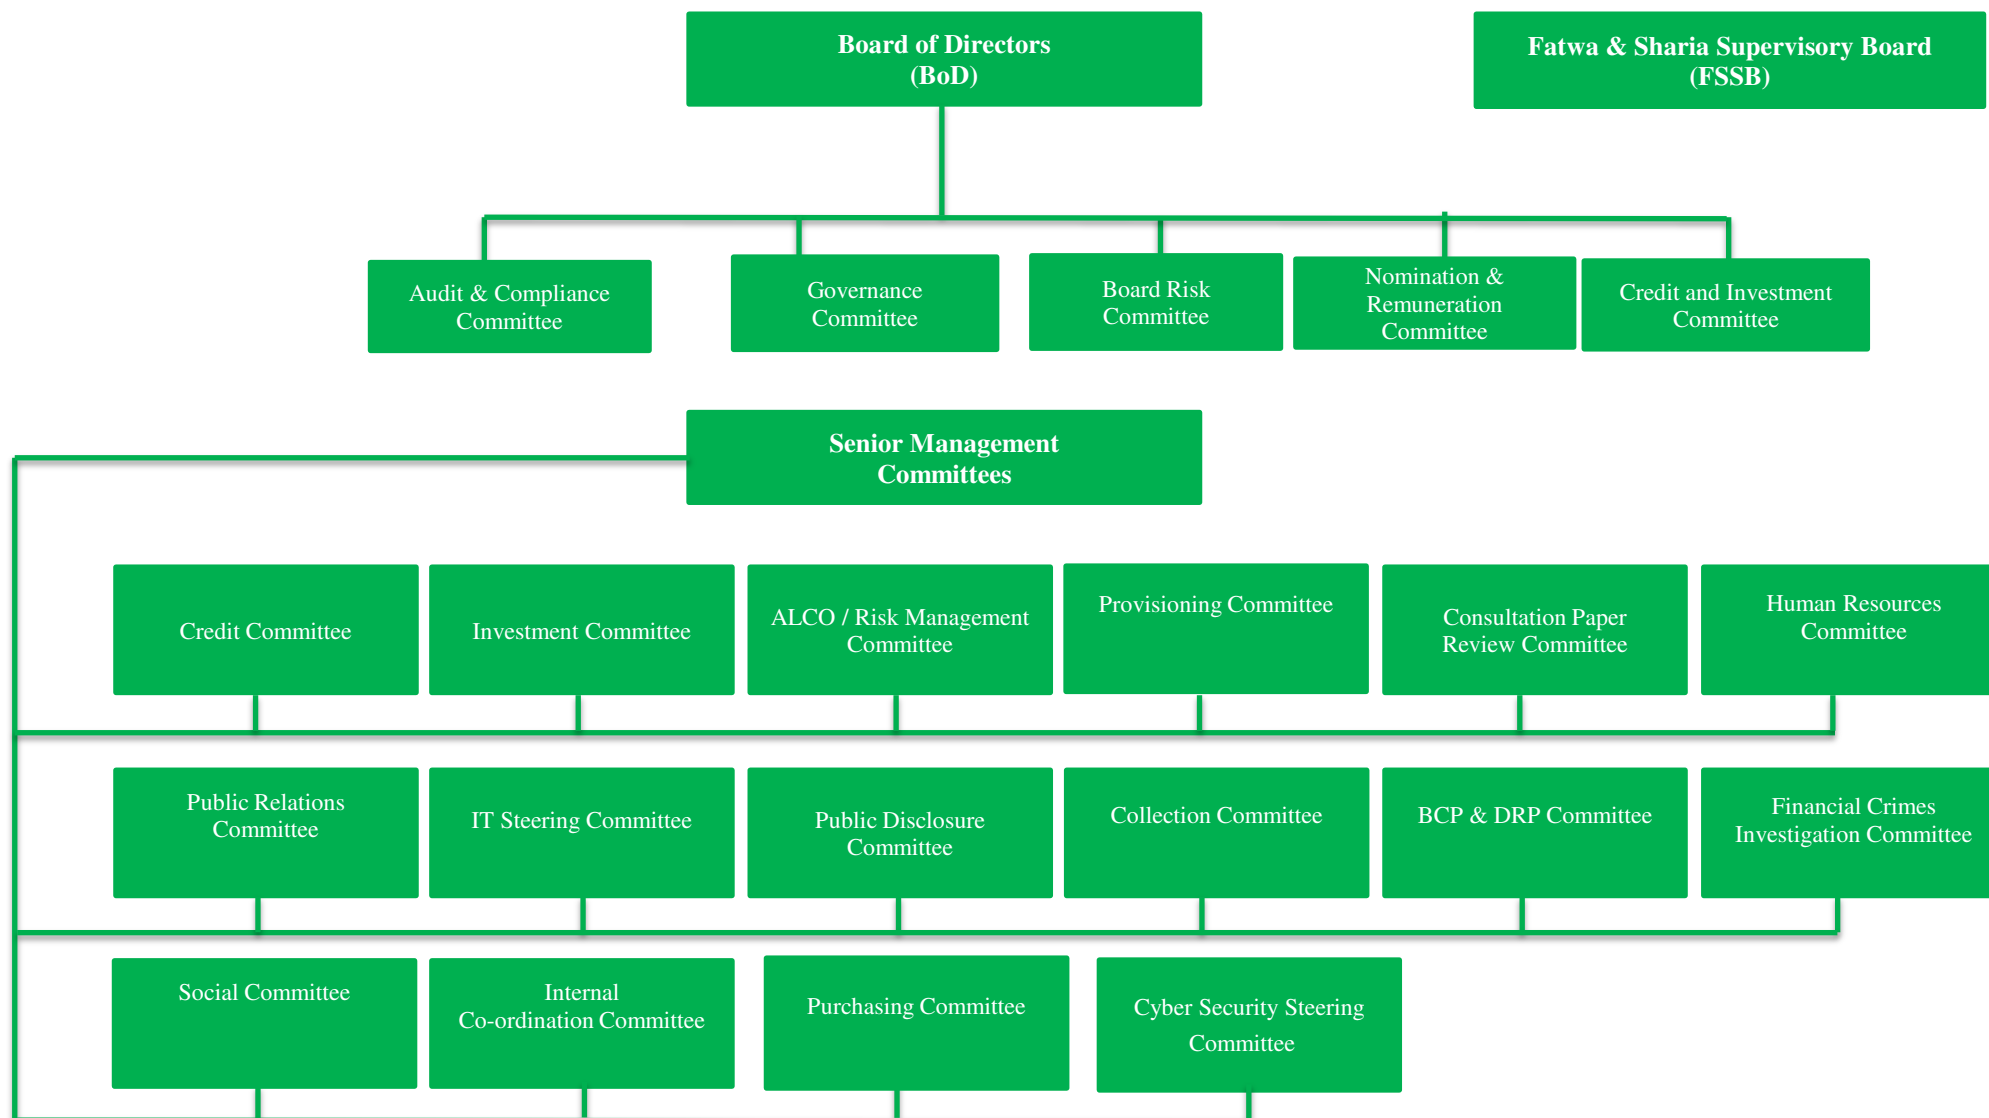 Board of Directors
(BoD)
Fatwa & Sharia Supervisory Board
(FSSB)
Audit & Compliance
Committee
Governance
Committee
Board Risk
Committee
Nomination &
Remuneration
Committee
Credit and Investment
Committee
Senior Management
Committees
Credit Committee
Investment Committee
ALCO / Risk Management
Committee
Provisioning Committee
Consultation Paper
Review Committee
Human Resources
Committee
Public Relations
Committee
IT Steering Committee
Public Disclosure
Committee
Collection Committee
BCP & DRP Committee
Financial Crimes
Investigation Committee
Social Committee
Internal
Co-ordination Committee
Purchasing Committee
Cyber Security Steering
Committee